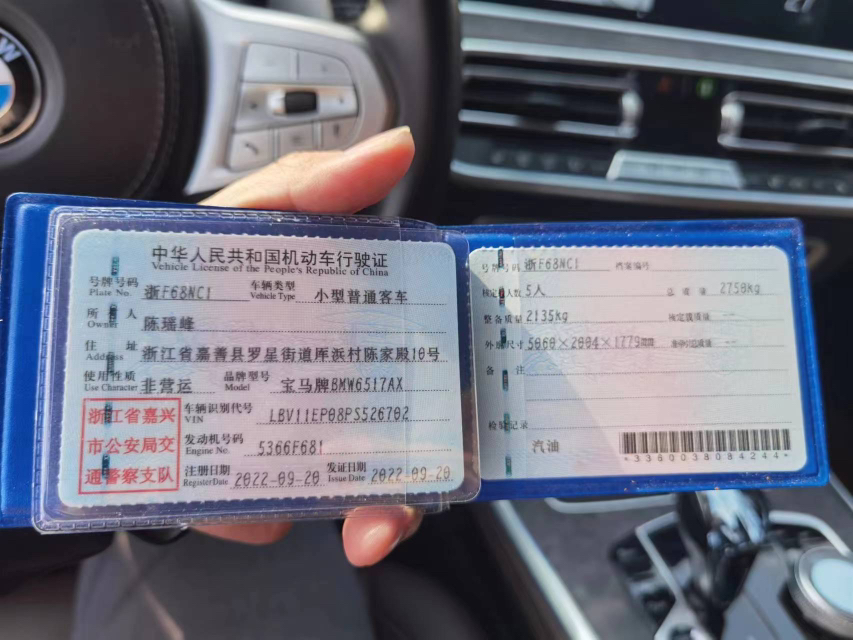 中华人民共和国机动车行驶证
Vehicle License of the People's Republic of China
号牌号码 浙F68NC1 车辆类型 小型普通客车
Plate No. Vehicle Type
所有人 陈瑞峰
Owner
住址 浙江省嘉善县罗星街道厍浜村陈家殿10号
Address
使用性质 非营运 品牌型号 宝马牌BMW6517AX
Use Character Model
浙江省嘉兴
市公安局交
通警察支队
车辆识别代号 LBV11EP08PS526702
VIN
发动机号码 5366F681
Engine No.
注册日期 2022-09-20 发证日期 2022-09-20
Register Date Issue Date
号牌号码 浙F68NC1 档案编号
核定人数 5人 总质量 2750kg
整备质量 2135kg 核定载质量 --
外廓尺寸 5060×2004×1779mm 准牵引总质量 --
备注
检验记录
汽油
*3360038084244*